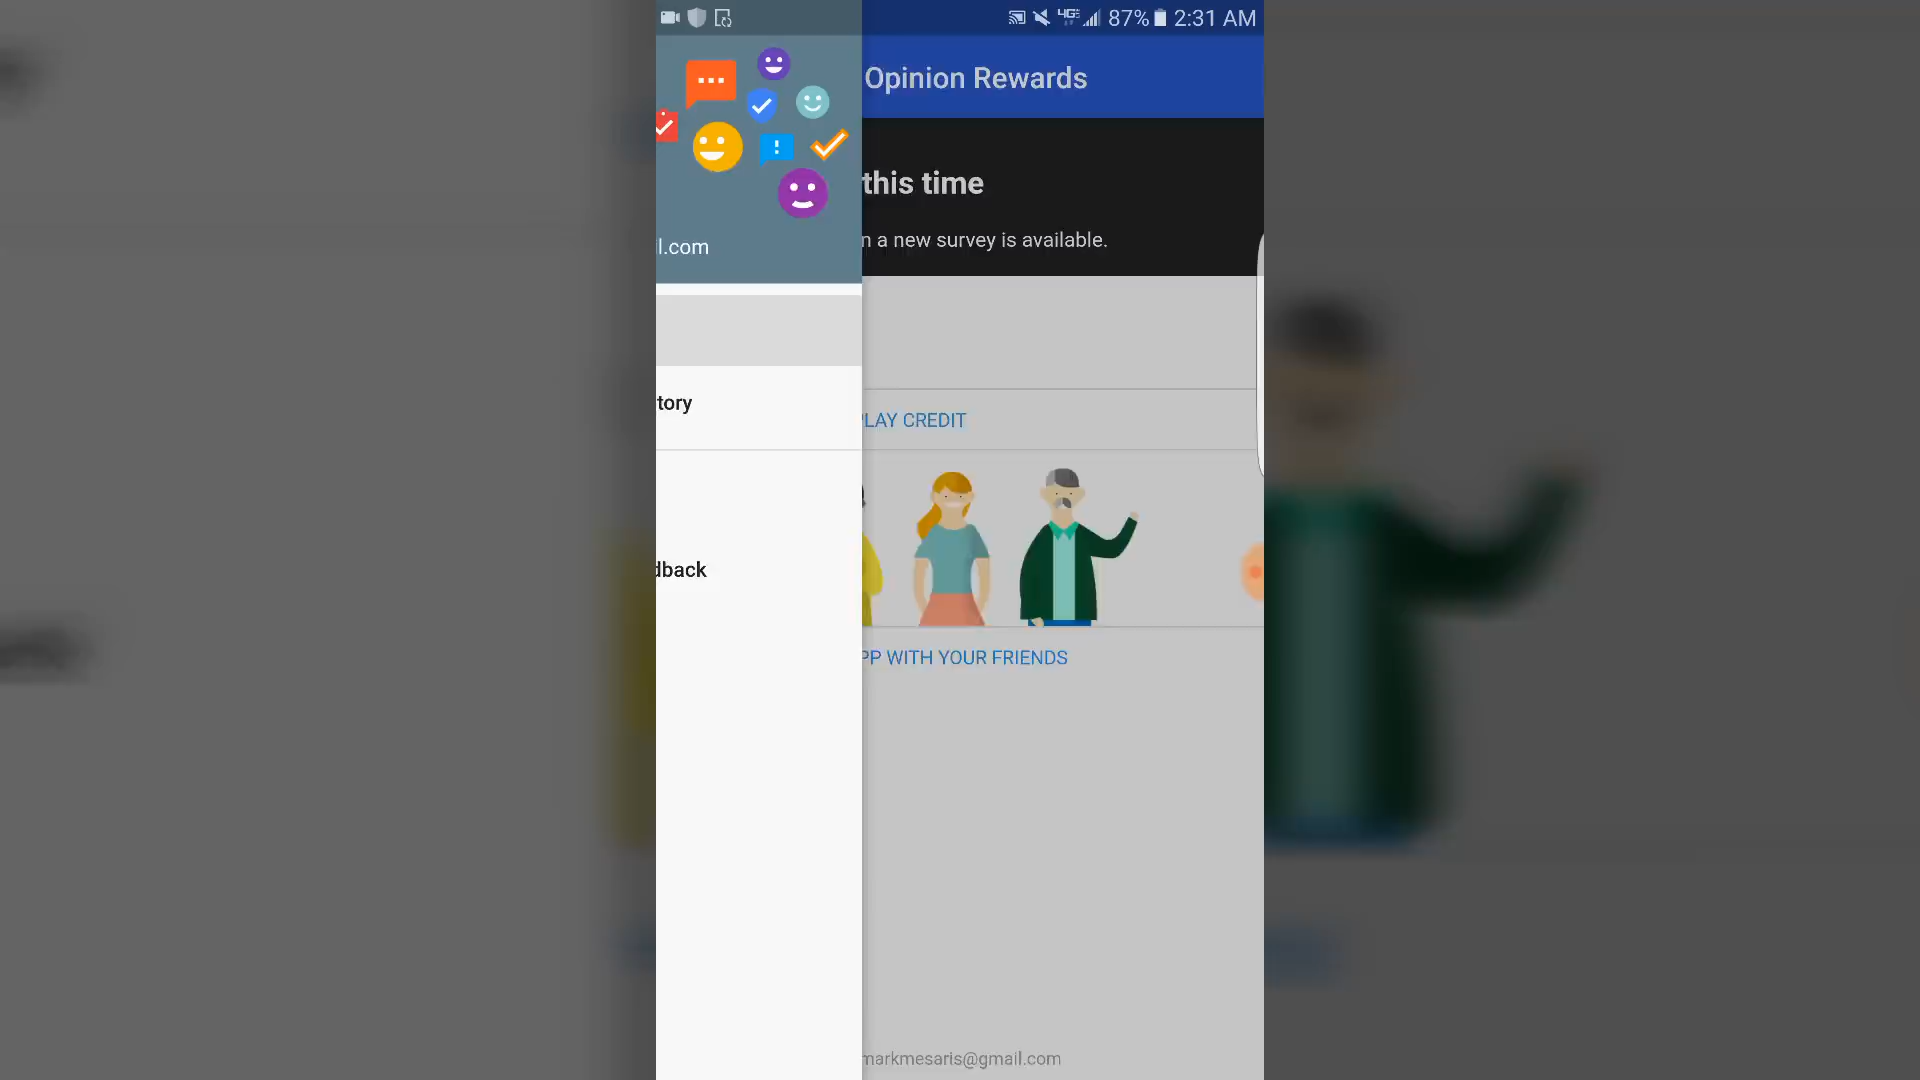 87% 2:31 AM
Opinion Rewards
this time
n a new survey is available.
il.com
tory
LAY CREDIT
dback
PP WITH YOUR FRIENDS
markmesaris@gmail.com